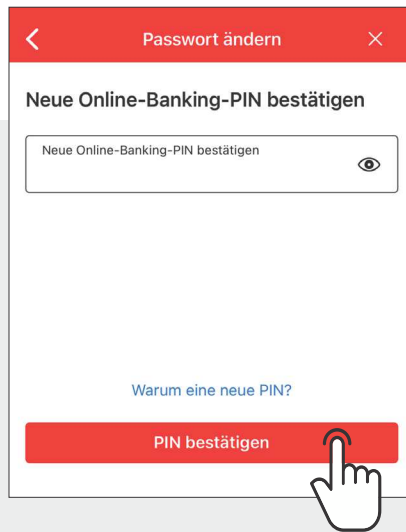 Passwort ändern
Neue Online-Banking-PIN bestätigen
Neue Online-Banking-PIN bestätigen
Warum eine neue PIN?
PIN bestätigen